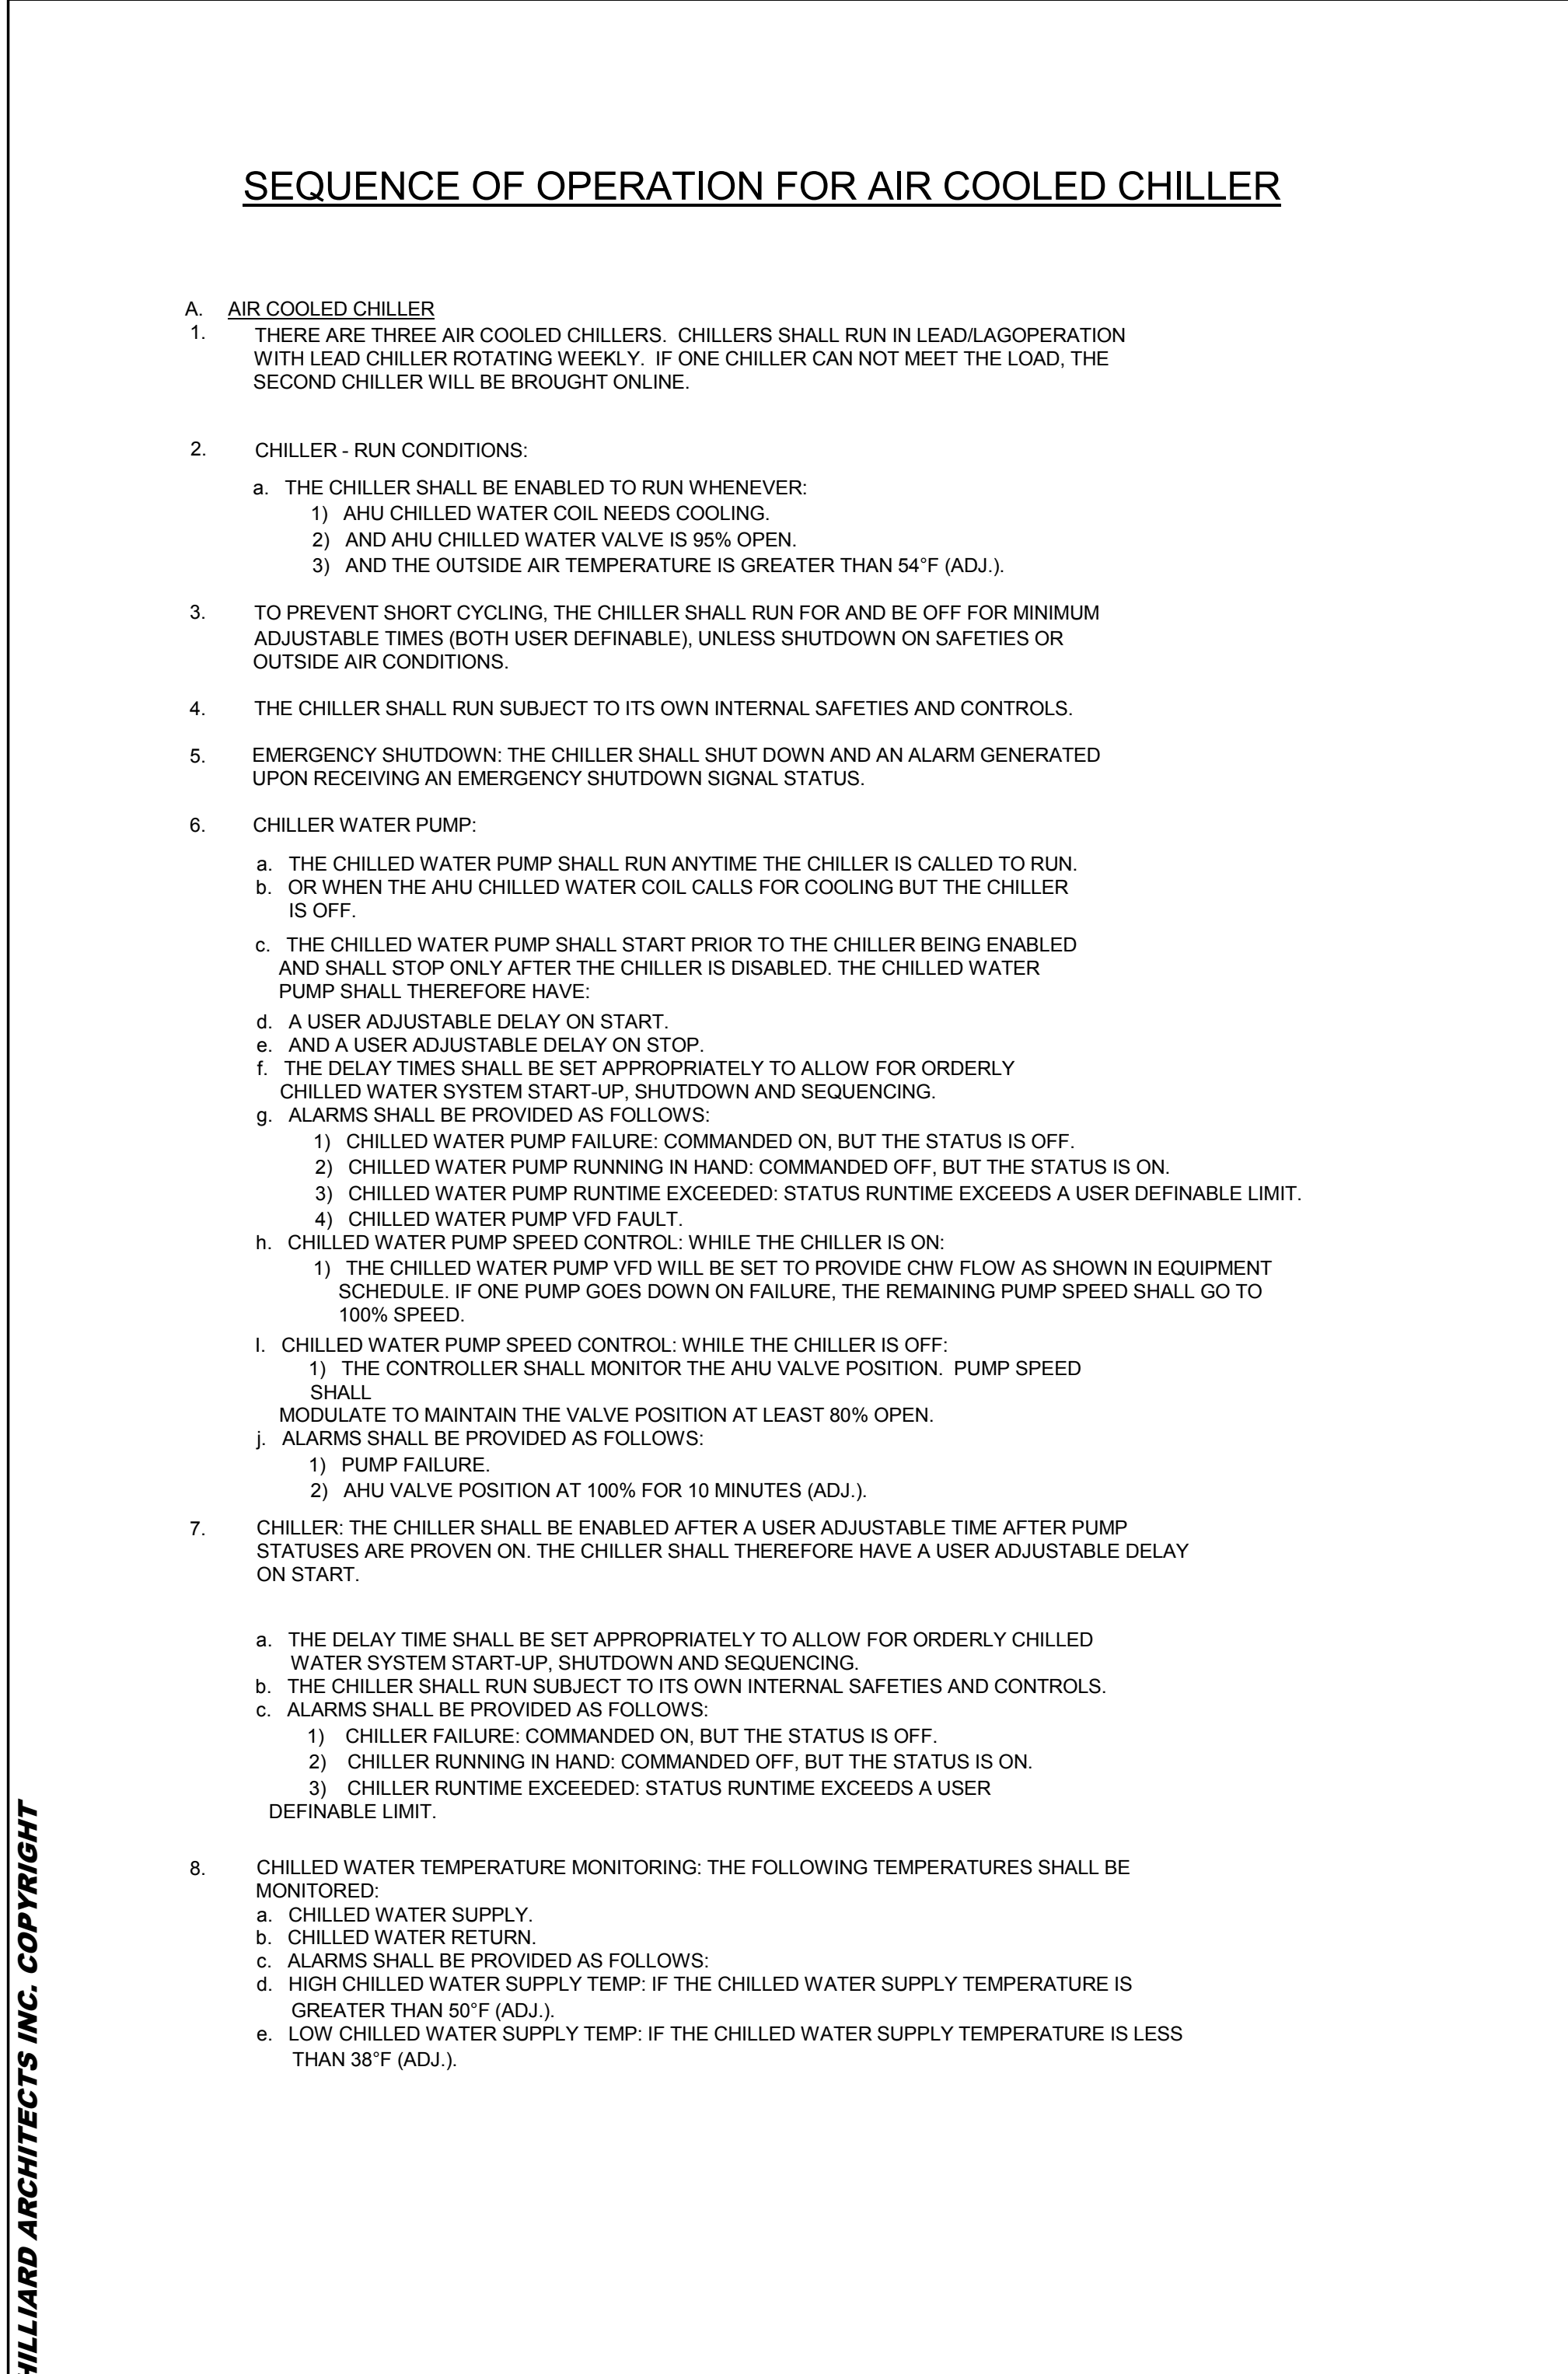 SEQUENCE OF OPERATION FOR AIR COOLED CHILLER
A. AIR COOLED CHILLER
1. THERE ARE THREE AIR COOLED CHILLERS. CHILLERS SHALL RUN IN LEAD/LAGOPERATION
WITH LEAD CHILLER ROTATING WEEKLY. IF ONE CHILLER CAN NOT MEET THE LOAD, THE
SECOND CHILLER WILL BE BROUGHT ONLINE.
2. CHILLER - RUN CONDITIONS:
a. THE CHILLER SHALL BE ENABLED TO RUN WHENEVER:
1) AHU CHILLED WATER COIL NEEDS COOLING.
2) AND AHU CHILLED WATER VALVE IS 95% OPEN.
3) AND THE OUTSIDE AIR TEMPERATURE IS GREATER THAN 54°F (ADJ.).
3. TO PREVENT SHORT CYCLING, THE CHILLER SHALL RUN FOR AND BE OFF FOR MINIMUM
ADJUSTABLE TIMES (BOTH USER DEFINABLE), UNLESS SHUTDOWN ON SAFETIES OR
OUTSIDE AIR CONDITIONS.
4. THE CHILLER SHALL RUN SUBJECT TO ITS OWN INTERNAL SAFETIES AND CONTROLS.
5. EMERGENCY SHUTDOWN: THE CHILLER SHALL SHUT DOWN AND AN ALARM GENERATED
UPON RECEIVING AN EMERGENCY SHUTDOWN SIGNAL STATUS.
6. CHILLER WATER PUMP:
a. THE CHILLED WATER PUMP SHALL RUN ANYTIME THE CHILLER IS CALLED TO RUN.
b. OR WHEN THE AHU CHILLED WATER COIL CALLS FOR COOLING BUT THE CHILLER
IS OFF.
c. THE CHILLED WATER PUMP SHALL START PRIOR TO THE CHILLER BEING ENABLED
AND SHALL STOP ONLY AFTER THE CHILLER IS DISABLED. THE CHILLED WATER
PUMP SHALL THEREFORE HAVE:
d. A USER ADJUSTABLE DELAY ON START.
e. AND A USER ADJUSTABLE DELAY ON STOP.
f. THE DELAY TIMES SHALL BE SET APPROPRIATELY TO ALLOW FOR ORDERLY
CHILLED WATER SYSTEM START-UP, SHUTDOWN AND SEQUENCING.
g. ALARMS SHALL BE PROVIDED AS FOLLOWS:
1) CHILLED WATER PUMP FAILURE: COMMANDED ON, BUT THE STATUS IS OFF.
2) CHILLED WATER PUMP RUNNING IN HAND: COMMANDED OFF, BUT THE STATUS IS ON.
3) CHILLED WATER PUMP RUNTIME EXCEEDED: STATUS RUNTIME EXCEEDS A USER DEFINABLE LIMIT.
4) CHILLED WATER PUMP VFD FAULT.
h. CHILLED WATER PUMP SPEED CONTROL: WHILE THE CHILLER IS ON:
1) THE CHILLED WATER PUMP VFD WILL BE SET TO PROVIDE CHW FLOW AS SHOWN IN EQUIPMENT
SCHEDULE. IF ONE PUMP GOES DOWN ON FAILURE, THE REMAINING PUMP SPEED SHALL GO TO
100% SPEED.
I. CHILLED WATER PUMP SPEED CONTROL: WHILE THE CHILLER IS OFF:
1) THE CONTROLLER SHALL MONITOR THE AHU VALVE POSITION. PUMP SPEED
SHALL
MODULATE TO MAINTAIN THE VALVE POSITION AT LEAST 80% OPEN.
j. ALARMS SHALL BE PROVIDED AS FOLLOWS:
1) PUMP FAILURE.
2) AHU VALVE POSITION AT 100% FOR 10 MINUTES (ADJ.).
7. CHILLER: THE CHILLER SHALL BE ENABLED AFTER A USER ADJUSTABLE TIME AFTER PUMP
STATUSES ARE PROVEN ON. THE CHILLER SHALL THEREFORE HAVE A USER ADJUSTABLE DELAY
ON START.
a. THE DELAY TIME SHALL BE SET APPROPRIATELY TO ALLOW FOR ORDERLY CHILLED
WATER SYSTEM START-UP, SHUTDOWN AND SEQUENCING.
b. THE CHILLER SHALL RUN SUBJECT TO ITS OWN INTERNAL SAFETIES AND CONTROLS.
c. ALARMS SHALL BE PROVIDED AS FOLLOWS:
1) CHILLER FAILURE: COMMANDED ON, BUT THE STATUS IS OFF.
2) CHILLER RUNNING IN HAND: COMMANDED OFF, BUT THE STATUS IS ON.
3) CHILLER RUNTIME EXCEEDED: STATUS RUNTIME EXCEEDS A USER
DEFINABLE LIMIT.
8. CHILLED WATER TEMPERATURE MONITORING: THE FOLLOWING TEMPERATURES SHALL BE
MONITORED:
a. CHILLED WATER SUPPLY.
b. CHILLED WATER RETURN.
c. ALARMS SHALL BE PROVIDED AS FOLLOWS:
d. HIGH CHILLED WATER SUPPLY TEMP: IF THE CHILLED WATER SUPPLY TEMPERATURE IS
GREATER THAN 50°F (ADJ.).
e. LOW CHILLED WATER SUPPLY TEMP: IF THE CHILLED WATER SUPPLY TEMPERATURE IS LESS
THAN 38°F (ADJ.).
HILLIARD ARCHITECTS INC. COPYRIGHT